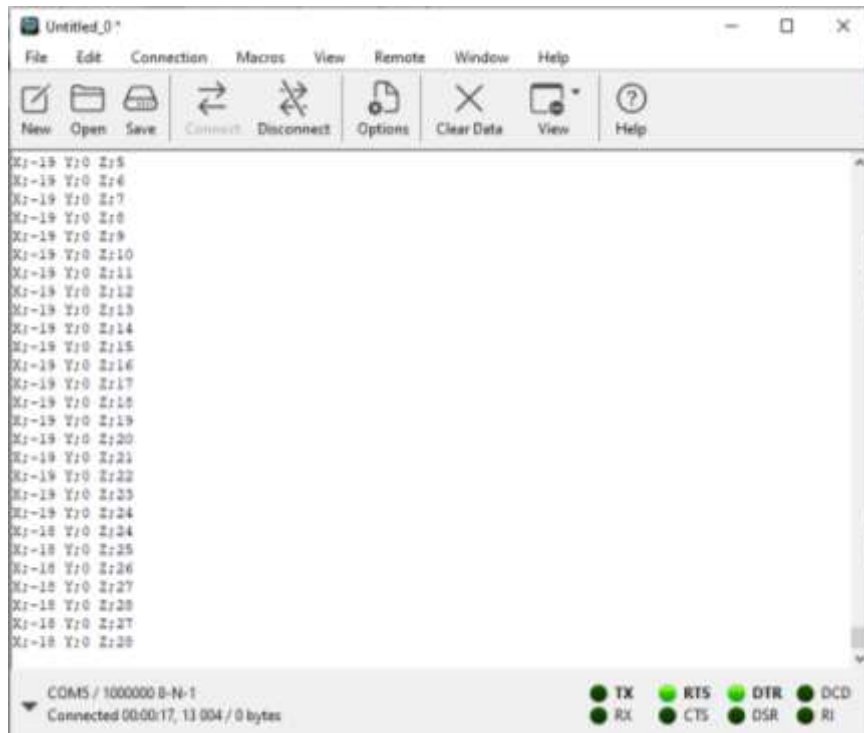 Untitled_0 *
File Edit Connection Macros View Remote Window Help
New Open Save Connect Disconnect Options Clear Data View Help
X:-19 Y:0 Z:5
X:-19 Y:0 Z:6
X:-19 Y:0 Z:7
X:-19 Y:0 Z:8
X:-19 Y:0 Z:9
X:-19 Y:0 Z:10
X:-19 Y:0 Z:11
X:-19 Y:0 Z:12
X:-19 Y:0 Z:13
X:-19 Y:0 Z:14
X:-19 Y:0 Z:15
X:-19 Y:0 Z:16
X:-19 Y:0 Z:17
X:-19 Y:0 Z:18
X:-19 Y:0 Z:19
X:-19 Y:0 Z:20
X:-19 Y:0 Z:21
X:-19 Y:0 Z:22
X:-19 Y:0 Z:23
X:-19 Y:0 Z:24
X:-18 Y:0 Z:24
X:-18 Y:0 Z:25
X:-18 Y:0 Z:26
X:-18 Y:0 Z:27
X:-18 Y:0 Z:28
X:-18 Y:0 Z:27
X:-18 Y:0 Z:28
COM5 / 1000000 8-N-1
TX RTS DTR DCD
Connected 00:00:17, 13 004 / 0 bytes
RX CTS DSR RI